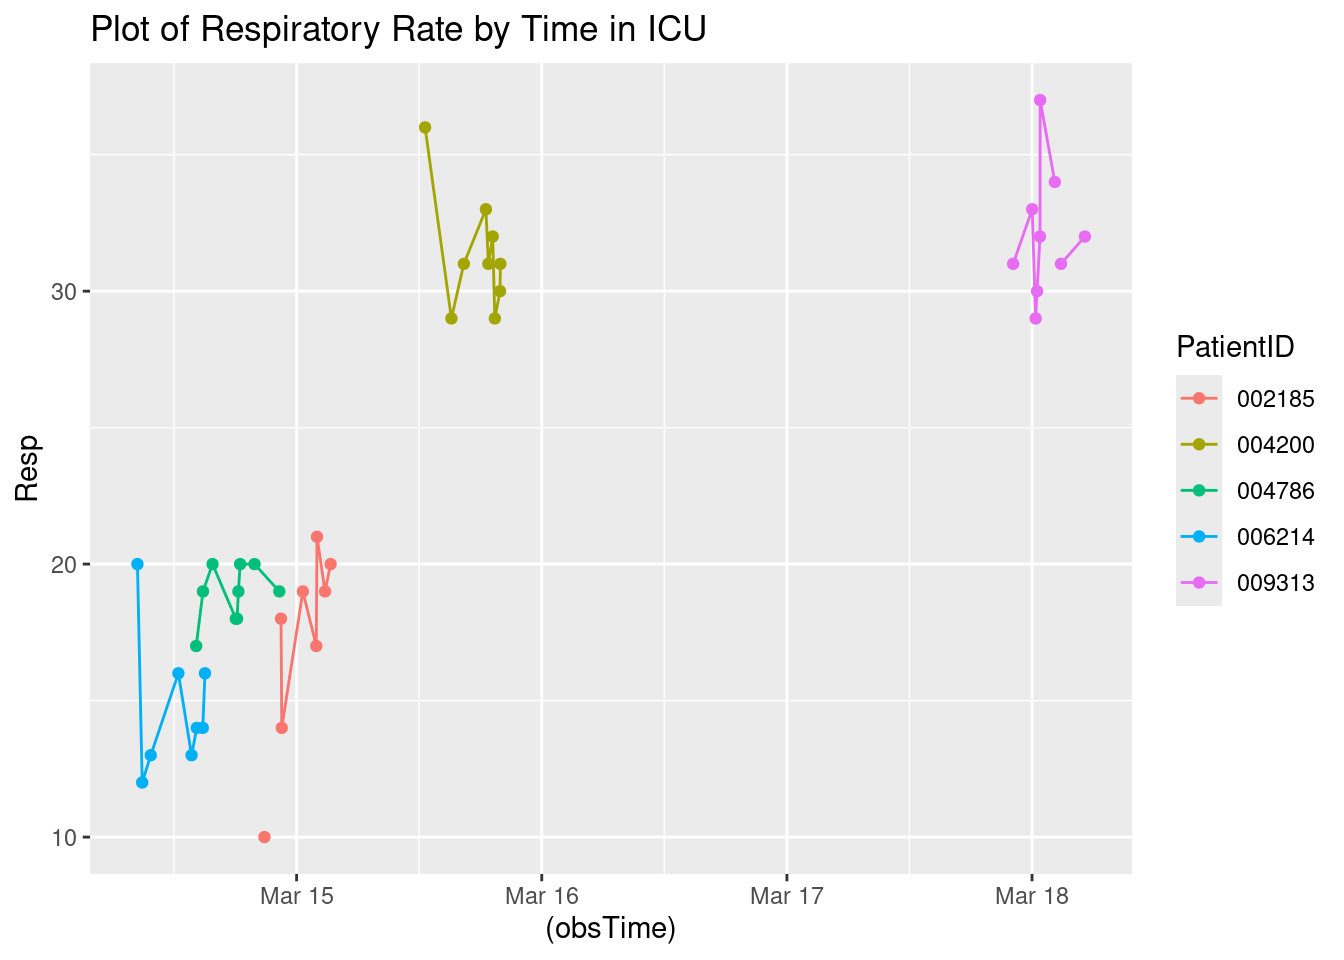 Plot of Respiratory Rate by Time in ICU
Resp
30
20
10
Mar 15
Mar 16
Mar 17
Mar 18
(obsTime)
PatientID
002185
004200
004786
006214
009313